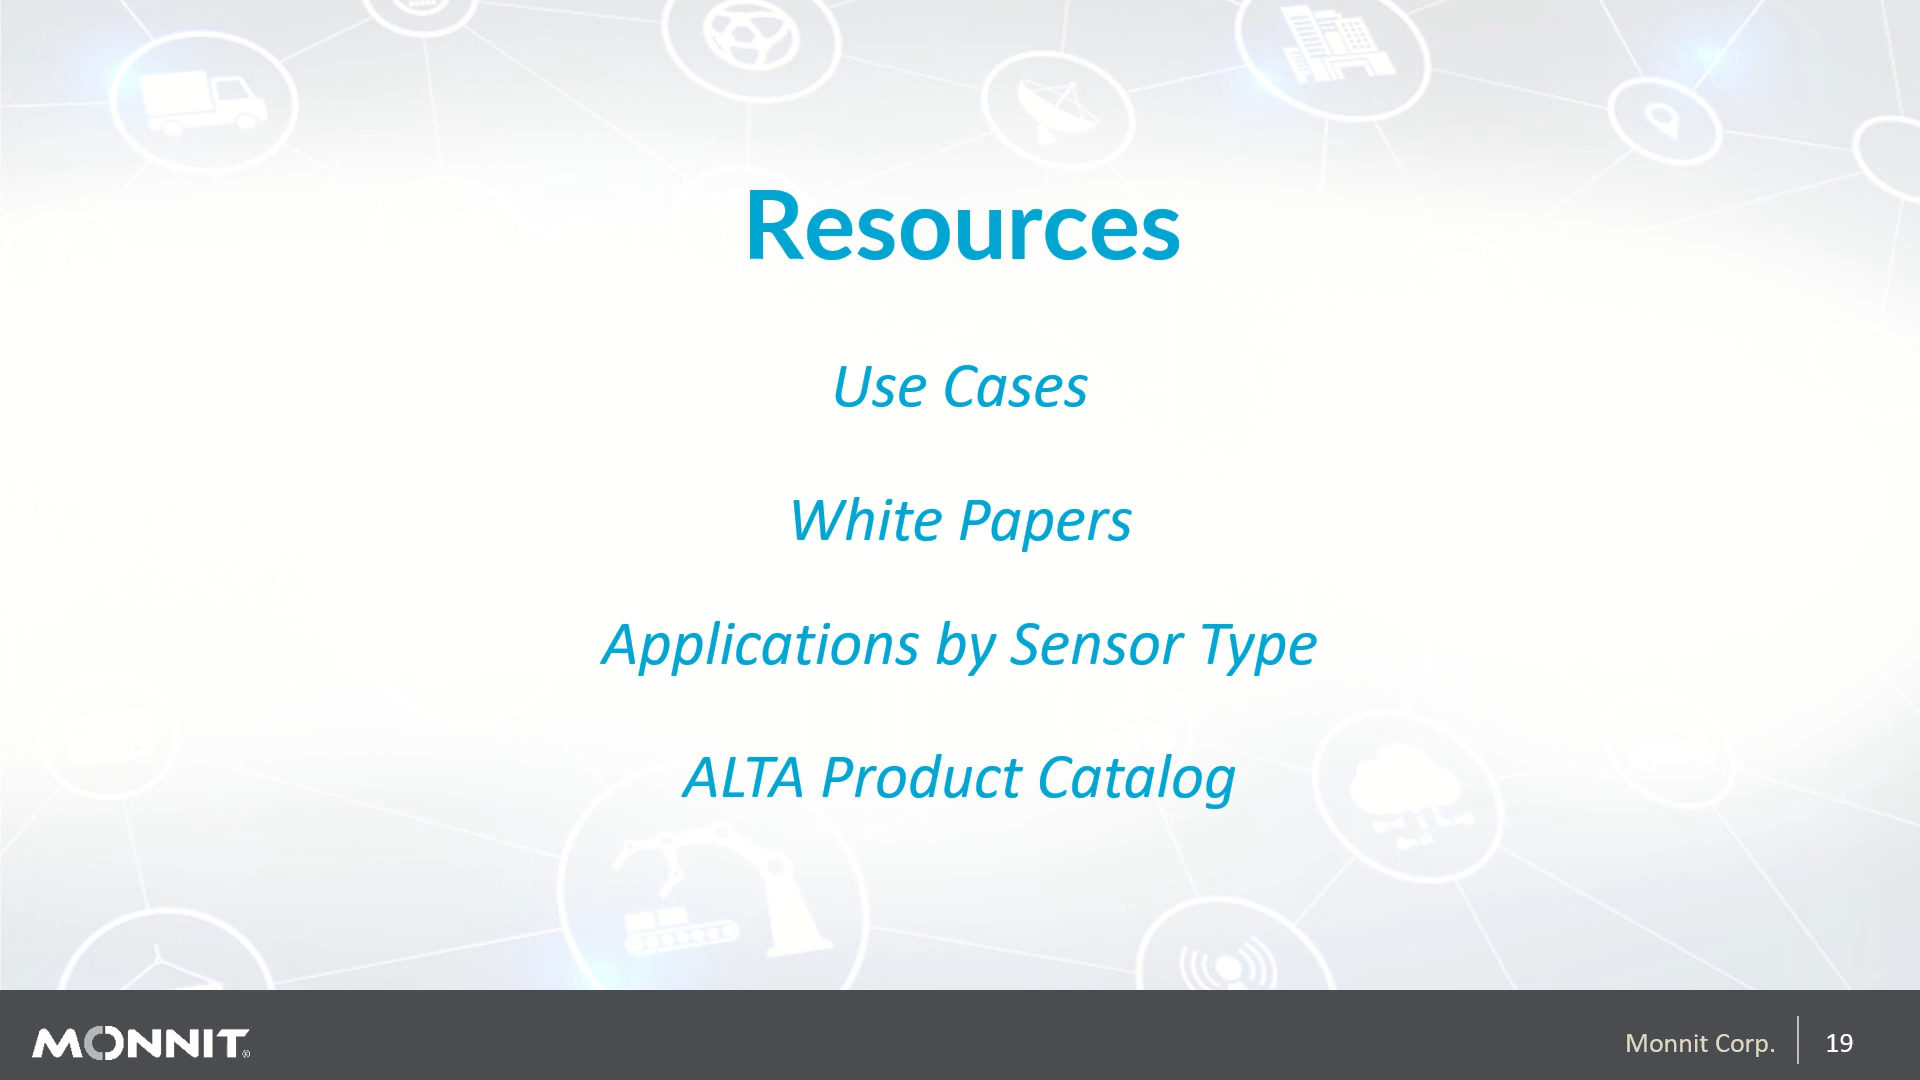 Resources
Use Cases
White Papers
Applications by Sensor Type
ALTA Product Catalog
MONNIT®
Monnit Corp. 19